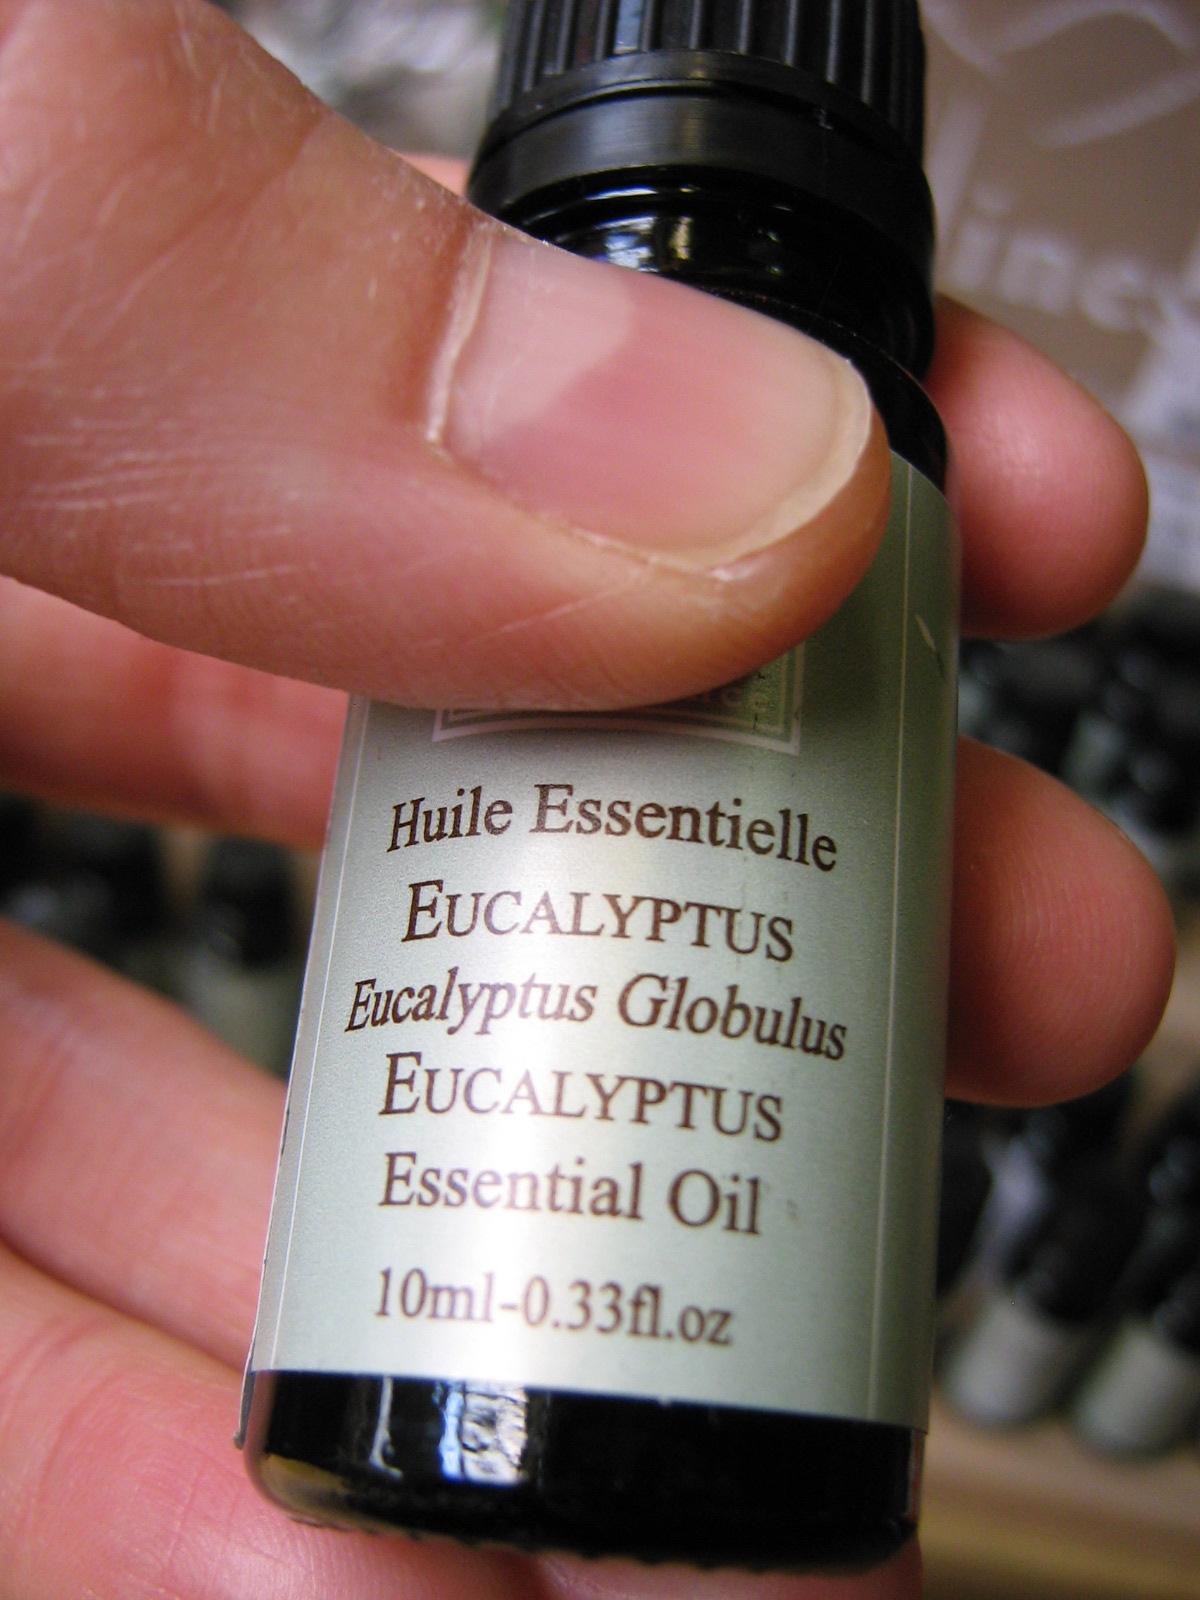 Huile Essentielle
EUCALYPTUS
Eucalyptus Globulus
EUCALYPTUS
Essential Oil
10ml-0.33fl.oz